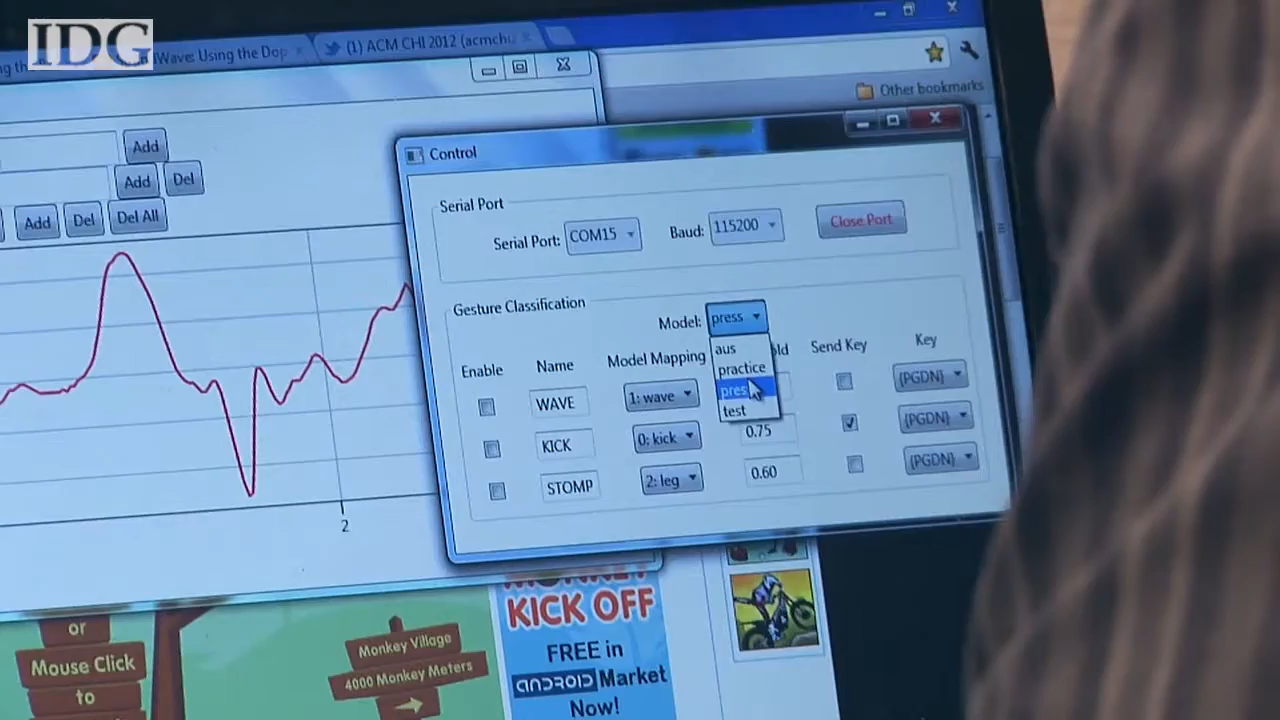 IDG
Wave: Using the Dop
(1) ACM CHI 2012 (acmchi
Other bookmarks
Add
Add Del
Add Del Del All
2
Control
Serial Port
Serial Port: COM15 Baud: 115200 Close Port
Gesture Classification
Model: press
aus
practice
press
test
Enable Name Model Mapping Send Key Key
WAVE 1: wave {PGDN}
KICK 0: kick 0.75 {PGDN}
STOMP 2: leg 0.60 {PGDN}
or
Mouse Click
to
Monkey Village
4000 Monkey Meters
MONKEY
KICK OFF
FREE in
ANDROID Market
Now!